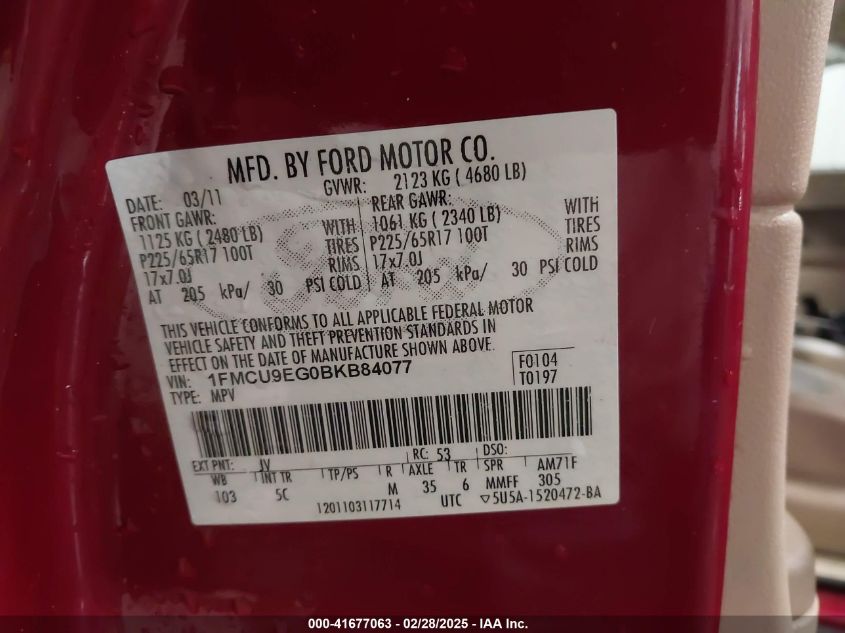 MFD. BY FORD MOTOR CO.
DATE: 03/11 GVWR: 2123 KG ( 4680 LB)
FRONT GAWR: REAR GAWR:
1125 KG ( 2480 LB) WITH 1061 KG ( 2340 LB) WITH
P225/65R17 100T TIRES P225/65R17 100T TIRES
17x7.0J RIMS 17x7.0J RIMS
AT 205 kPa/ 30 PSI COLD AT 205 kPa/ 30 PSI COLD
THIS VEHICLE CONFORMS TO ALL APPLICABLE FEDERAL MOTOR
VEHICLE SAFETY AND THEFT PREVENTION STANDARDS IN
EFFECT ON THE DATE OF MANUFACTURE SHOWN ABOVE.
VIN: 1FMCU9EG0BKB84077 F0104
TYPE: MPV T0197
EXT PNT: JV RC: 53 DSO:
WB INT TR TP/PS R AXLE TR SPR AM71F
103 5C M 35 6 MMFF 305
1201103117714 UTC ▽5U5A-1520472-BA
000-41677063 - 02/28/2025 - IAA Inc.